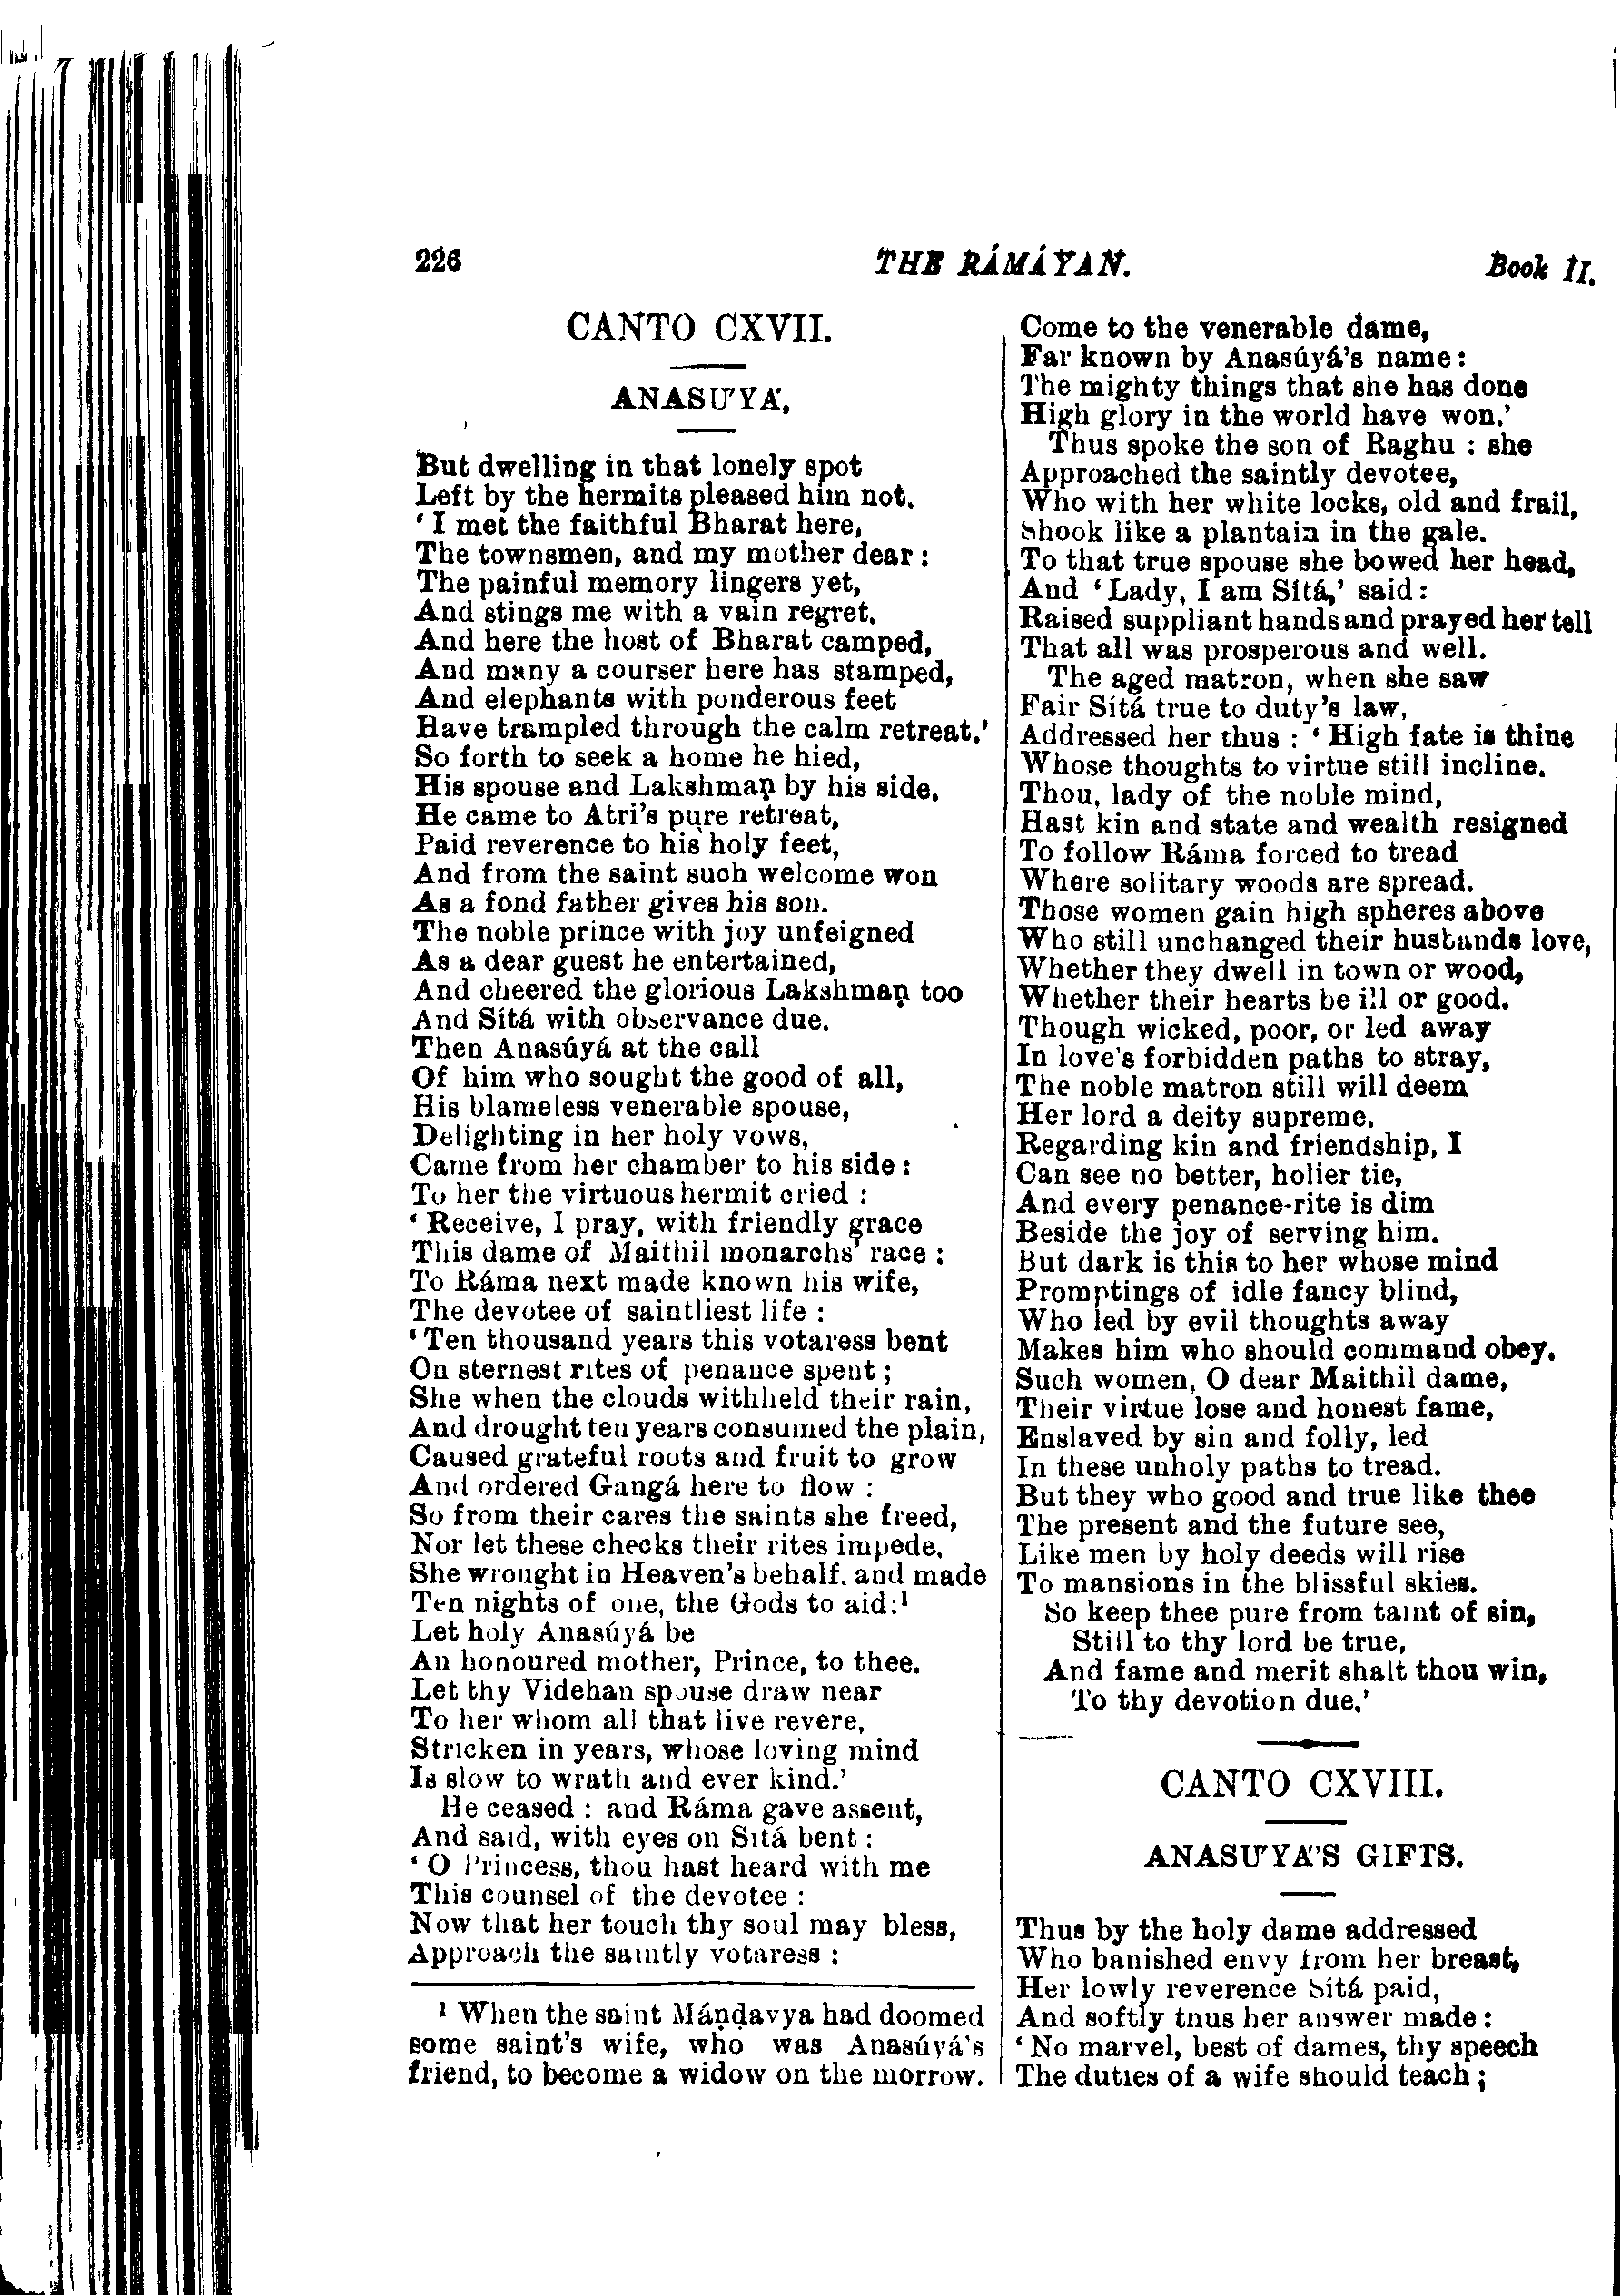 226 THE RÁMÁYAN. Book II.
CANTO CXVII.
ANASÚYÁ.
But dwelling in that lonely spot
Left by the hermits pleased him not.
‘I met the faithful Bharat here,
The townsmen, and my mother dear :
The painful memory lingers yet,
And stings me with a vain regret.
And here the host of Bharat camped,
And many a courser here has stamped,
And elephants with ponderous feet
Have trampled through the calm retreat.’
So forth to seek a home he hied,
His spouse and Lakshmaṇ by his side.
He came to Atri’s pure retreat,
Paid reverence to his holy feet,
And from the saint such welcome won
As a fond father gives his son.
The noble prince with joy unfeigned
As a dear guest he entertained,
And cheered the glorious Lakshmaṇ too
And Sítá with observance due.
Then Anasúyá at the call
Of him who sought the good of all,
His blameless venerable spouse,
Delighting in her holy vows,
Came from her chamber to his side :
To her the virtuous hermit cried :
‘ Receive, I pray, with friendly grace
This dame of Maithil monarchs’ race :
To Ráma next made known his wife,
The devotee of saintliest life :
‘Ten thousand years this votaress bent
On sternest rites of penance spent ;
She when the clouds withheld their rain,
And drought ten years consumed the plain,
Caused grateful roots and fruit to grow
And ordered Gangá here to flow :
So from their cares the saints she freed,
Nor let these checks their rites impede.
She wrought in Heaven’s behalf. and made
Ten nights of one, the Gods to aid:¹
Let holy Anasúyá be
An honoured mother, Prince, to thee.
Let thy Videhan spouse draw near
To her whom all that live revere,
Stricken in years, whose loving mind
Is slow to wrath and ever kind.’
He ceased : and Ráma gave assent,
And said, with eyes on Sítá bent :
‘ O Princess, thou hast heard with me
This counsel of the devotee :
Now that her touch thy soul may bless,
Approach the saintly votaress :
¹ When the saint Máṇḍavya had doomed
some saint’s wife, who was Anasúyá’s
friend, to become a widow on the morrow.
Come to the venerable dame,
Far known by Anasúyá’s name :
The mighty things that she has done
High glory in the world have won.’
Thus spoke the son of Raghu : she
Approached the saintly devotee,
Who with her white locks, old and frail,
Shook like a plantain in the gale.
To that true spouse she bowed her head,
And ‘Lady, I am Sítá,’ said :
Raised suppliant hands and prayed her tell
That all was prosperous and well.
The aged matron, when she saw
Fair Sítá true to duty’s law,
Addressed her thus : ‘ High fate is thine
Whose thoughts to virtue still incline.
Thou, lady of the noble mind,
Hast kin and state and wealth resigned
To follow Ráma forced to tread
Where solitary woods are spread.
Those women gain high spheres above
Who still unchanged their husbands love,
Whether they dwell in town or wood,
Whether their hearts be ill or good.
Though wicked, poor, or led away
In love’s forbidden paths to stray,
The noble matron still will deem
Her lord a deity supreme.
Regarding kin and friendship, I
Can see no better, holier tie,
And every penance-rite is dim
Beside the joy of serving him.
But dark is this to her whose mind
Promptings of idle fancy blind,
Who led by evil thoughts away
Makes him who should command obey.
Such women, O dear Maithil dame,
Their virtue lose and honest fame,
Enslaved by sin and folly, led
In these unholy paths to tread.
But they who good and true like thee
The present and the future see,
Like men by holy deeds will rise
To mansions in the blissful skies.
So keep thee pure from taint of sin,
Still to thy lord be true,
And fame and merit shalt thou win,
To thy devotion due.’
CANTO CXVIII.
ANASÚYÁ’S GIFTS.
Thus by the holy dame addressed
Who banished envy from her breast,
Her lowly reverence Sítá paid,
And softly thus her answer made :
‘ No marvel, best of dames, thy speech
The duties of a wife should teach ;